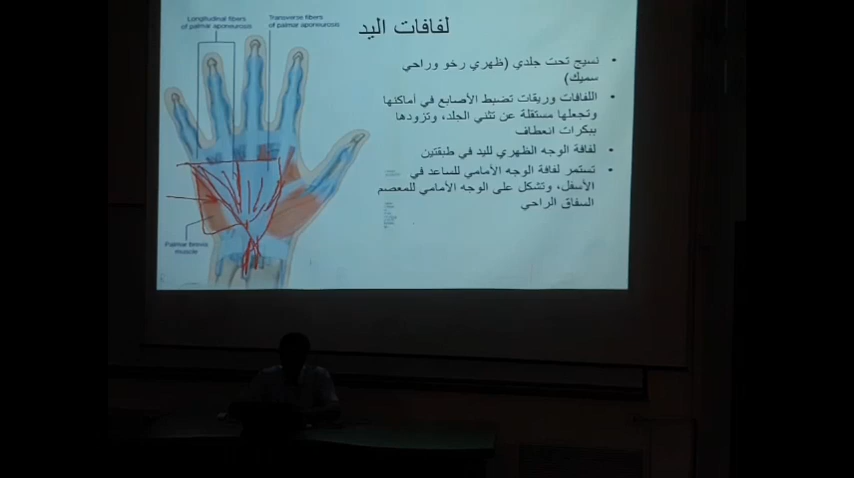 لفافات اليد
Longitudinal fibers
of palmar aponeurosis
Transverse fibers
of palmar aponeurosis
• نسيج تحت جلدي (ظهري رخو وراحي
سميك)
• اللفافات وريقات تضبط الأصابع في أماكنها
وتجعلها مستقلة عن تثني الجلد، وتزودها
ببكرات انعطاف
• لفافة الوجه الظهري لليد في طبقتين
• تستمر لفافة الوجه الأمامي للساعد في
الأسفل، وتشكل على الوجه الأمامي للمعصم
السفاق الراحي
Palmar brevis
muscle